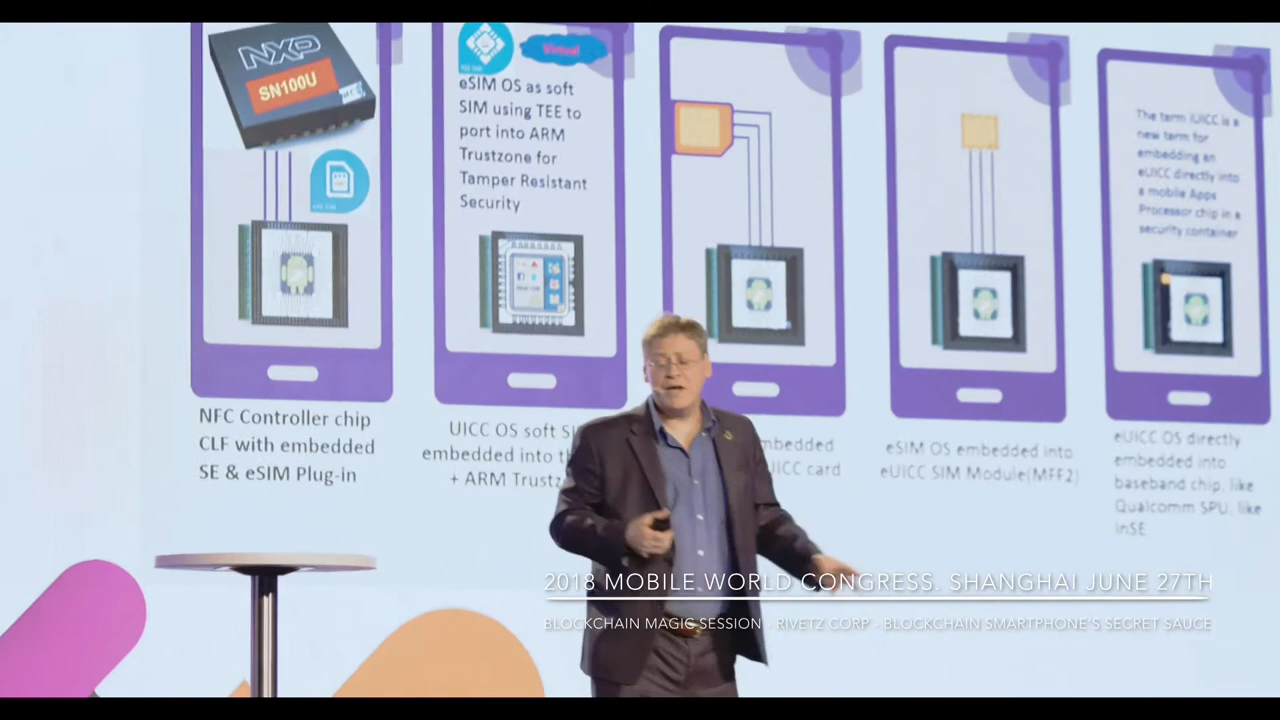 NXP
SN100U
NFC Controller chip
CLF with embedded
SE & eSIM Plug-in
Virtual
eSIM OS as soft
SIM using TEE to
port into ARM
Trustzone for
Tamper Resistant
Security
UICC OS soft
embedded into
+ ARM
card
eSIM OS embedded into
eUICC SIM Module(MFF2)
The term iUICC is a
new term for
embedding an
eUICC directly into
a mobile Apps
Processor chip in a
security container
eUICC OS directly
embedded into
baseband chip, like
Qualcomm SPU, like
inSE
2018 MOBILE WORLD CONGRESS. SHANGHAI JUNE 27TH
BLOCKCHAIN MAGIC SESSION - RIVETZ CORP - BLOCKCHAIN SMARTPHONE'S SECRET SAUCE